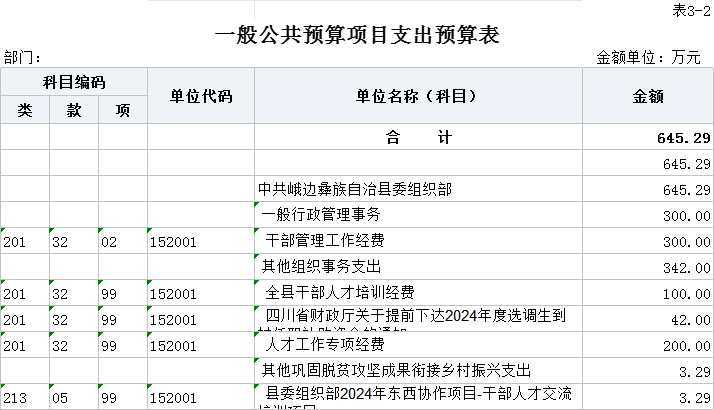 表3-2
一般公共预算项目支出预算表
部门： 金额单位：万元
科目编码 单位代码 单位名称（科目） 金额
类 款 项
合 计 645.29
645.29
中共峨边彝族自治县委组织部 645.29
一般行政管理事务 300.00
201 32 02 152001 干部管理工作经费 300.00
其他组织事务支出 342.00
201 32 99 152001 全县干部人才培训经费 100.00
201 32 99 152001 四川省财政厅关于提前下达2024年度选调生到 42.00
201 32 99 152001 人才工作专项经费 200.00
其他巩固脱贫攻坚成果衔接乡村振兴支出 3.29
213 05 99 152001 县委组织部2024年东西协作项目-干部人才交流 3.29